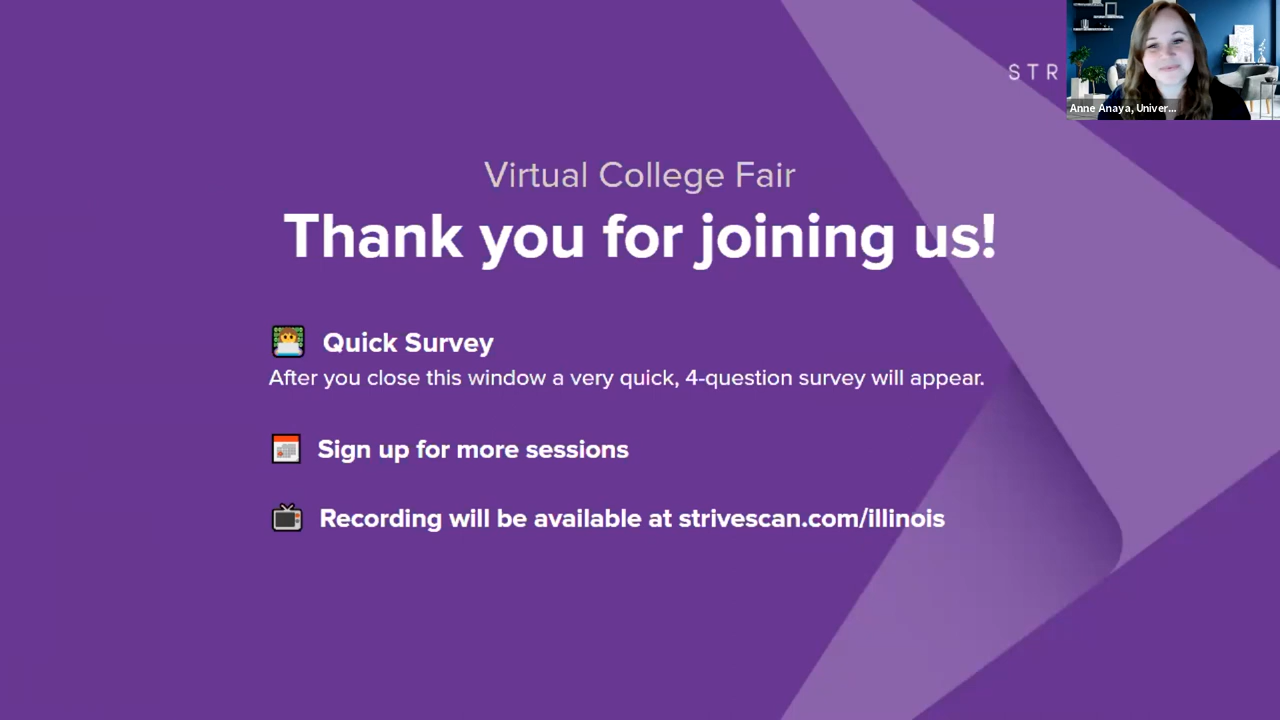 STR
Anne Anaya, Univer...
Virtual College Fair
Thank you for joining us!
Quick Survey
After you close this window a very quick, 4-question survey will appear.
Sign up for more sessions
Recording will be available at strivescan.com/illinois